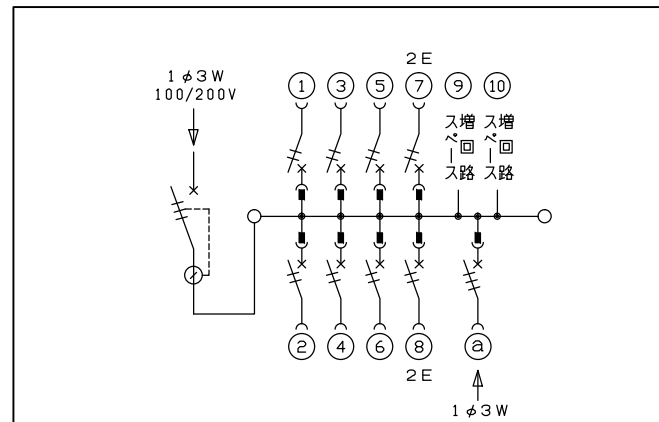 2E
1φ3W
100/200V
① ③ ⑤ ⑦ ⑨ ⑩
増回路
スペース
増回路
スペース
② ④ ⑥ ⑧ ⓐ
2E
1φ3W